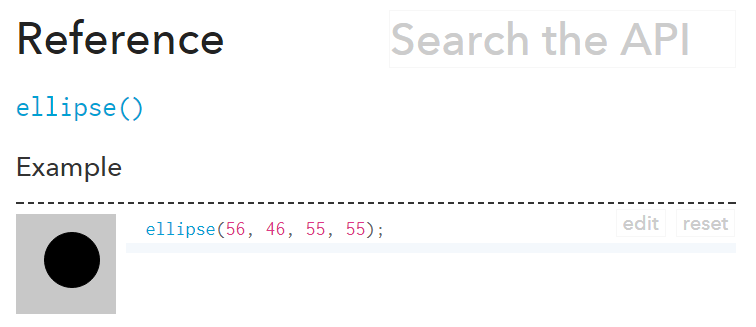 Reference
Search the API
ellipse()
Example
ellipse(56, 46, 55, 55);
edit
reset